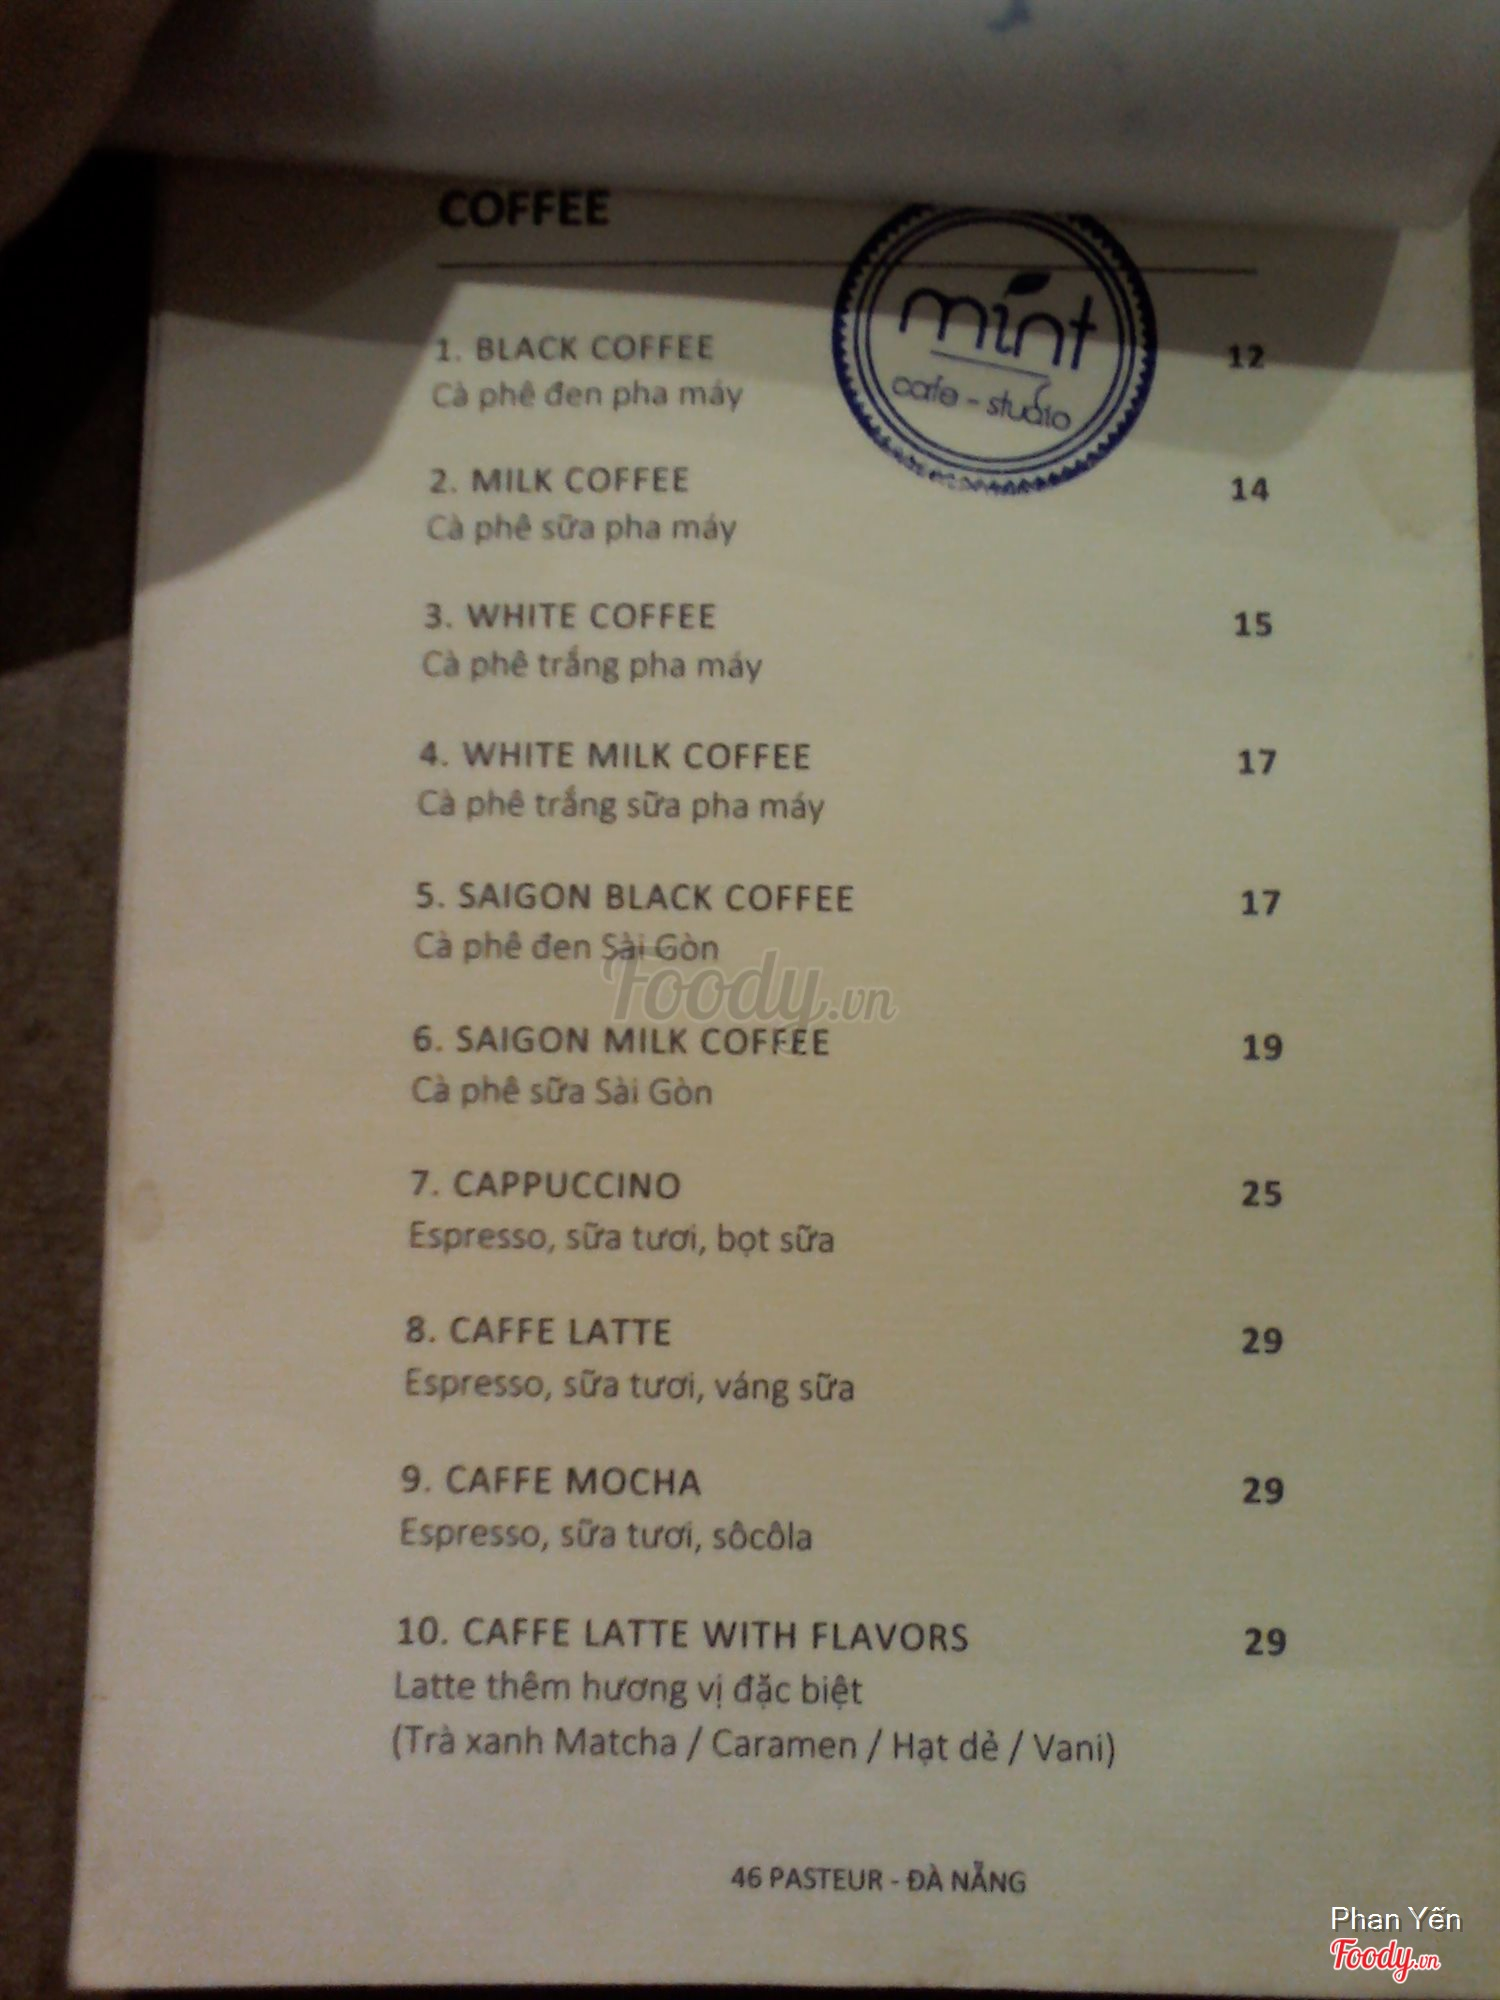 COFFEE
mint
cafe - studio
1. BLACK COFFEE 12
Cà phê đen pha máy
2. MILK COFFEE 14
Cà phê sữa pha máy
3. WHITE COFFEE 15
Cà phê trắng pha máy
4. WHITE MILK COFFEE 17
Cà phê trắng sữa pha máy
5. SAIGON BLACK COFFEE 17
Cà phê đen Sài Gòn
Foody.vn
6. SAIGON MILK COFFEE 19
Cà phê sữa Sài Gòn
7. CAPPUCCINO 25
Espresso, sữa tươi, bọt sữa
8. CAFFE LATTE 29
Espresso, sữa tươi, váng sữa
9. CAFFE MOCHA 29
Espresso, sữa tươi, sôcôla
10. CAFFE LATTE WITH FLAVORS 29
Latte thêm hương vị đặc biệt
(Trà xanh Matcha / Caramen / Hạt dẻ / Vani)
46 PASTEUR - ĐÀ NẴNG
Phan Yến
Foody.vn